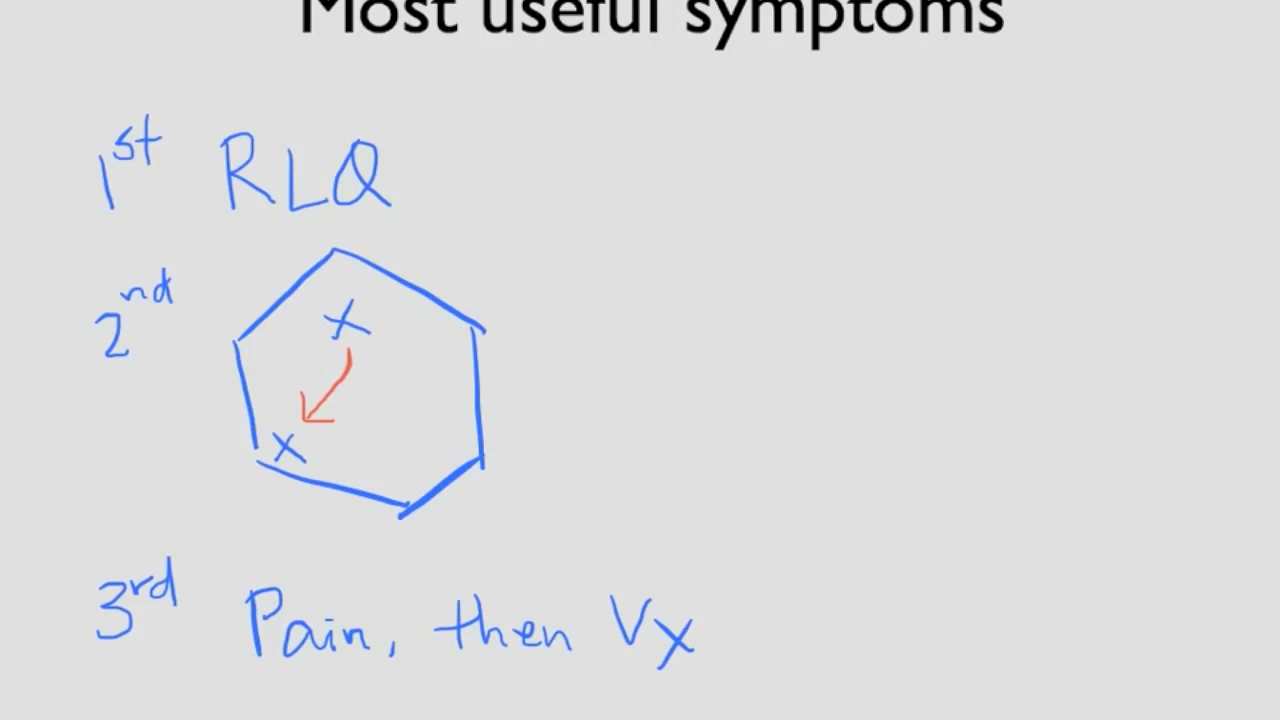 Most useful symptoms
1st RLQ
2nd
X
X
3rd Pain, then Vx